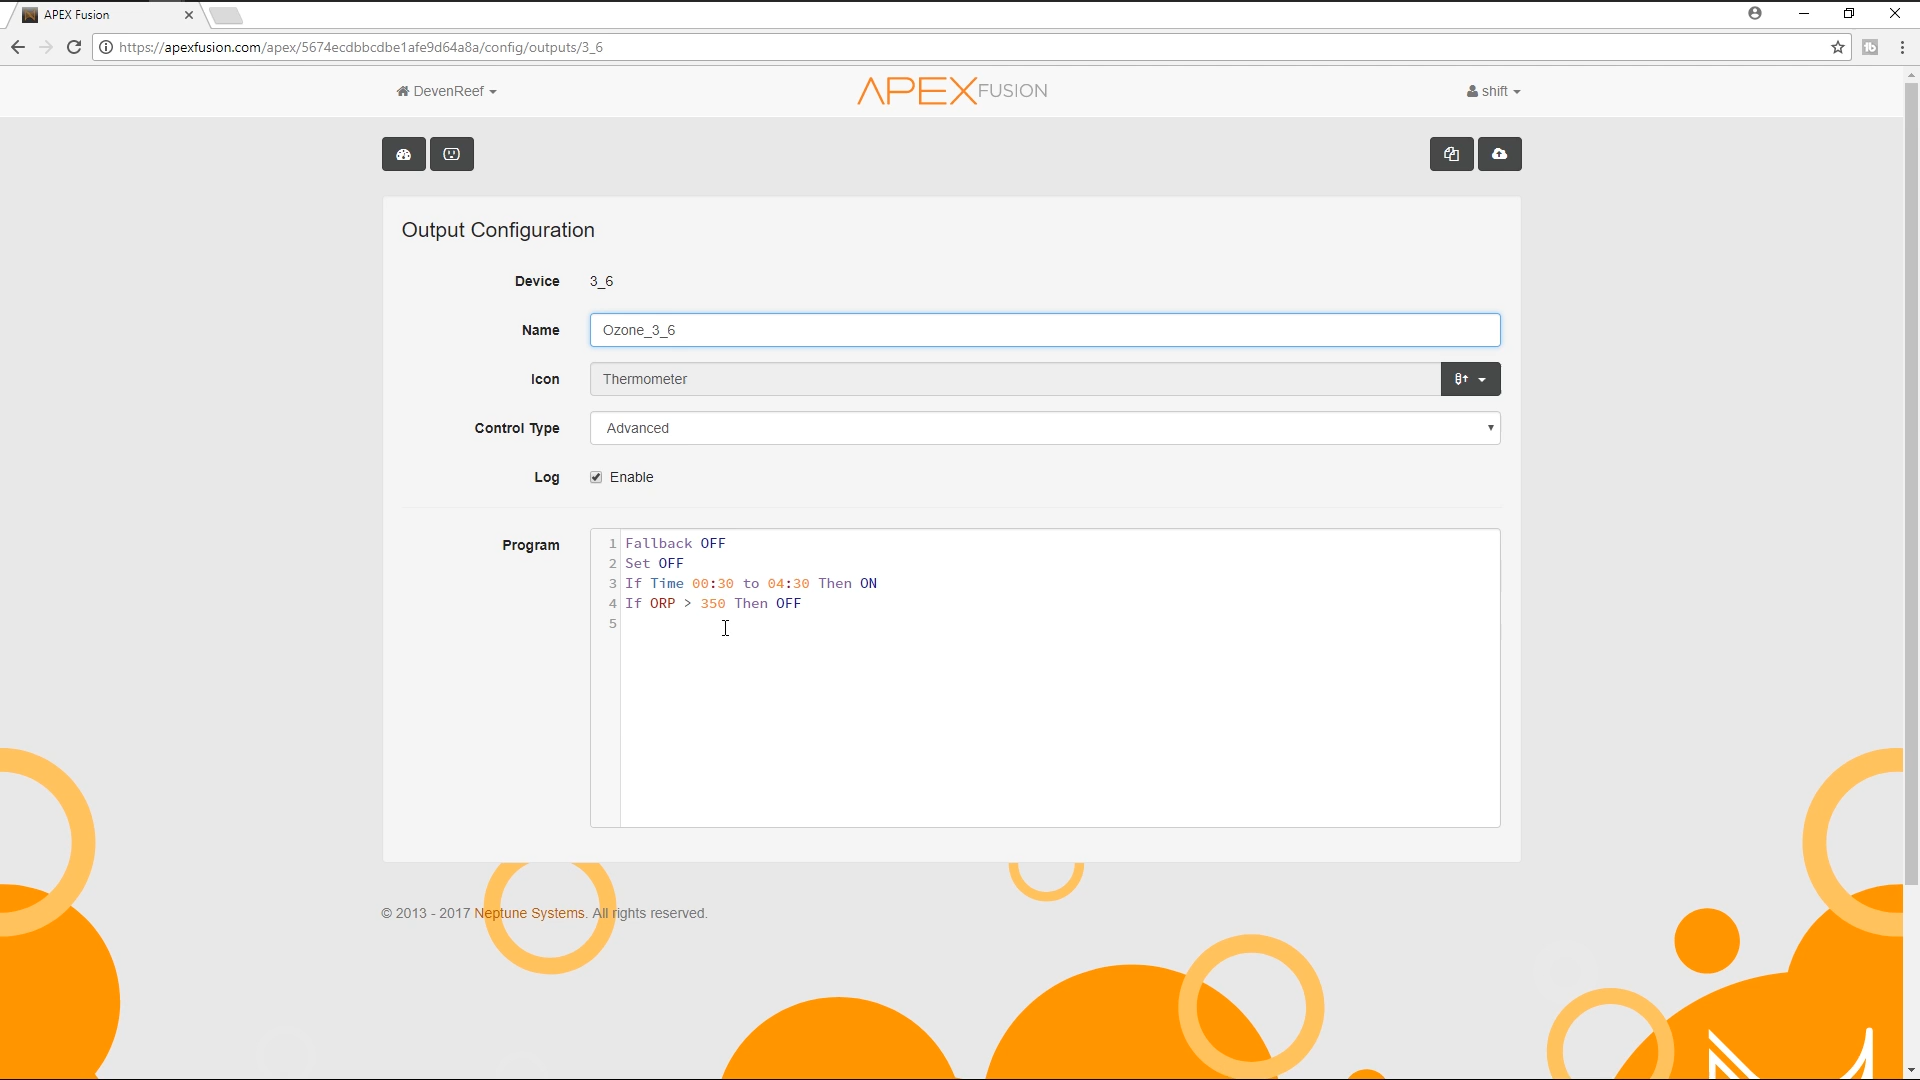 APEX Fusion
https://apexfusion.com/apex/5674ecdbbcdbe1afe9d64a8a/config/outputs/3_6
DevenReef
APEX FUSION
shift
Output Configuration
Device 3_6
Name Ozone_3_6
Icon Thermometer
Control Type Advanced
Log Enable
Program
1 Fallback OFF
2 Set OFF
3 If Time 00:30 to 04:30 Then ON
4 If ORP > 350 Then OFF
5
© 2013 - 2017 Neptune Systems. All rights reserved.